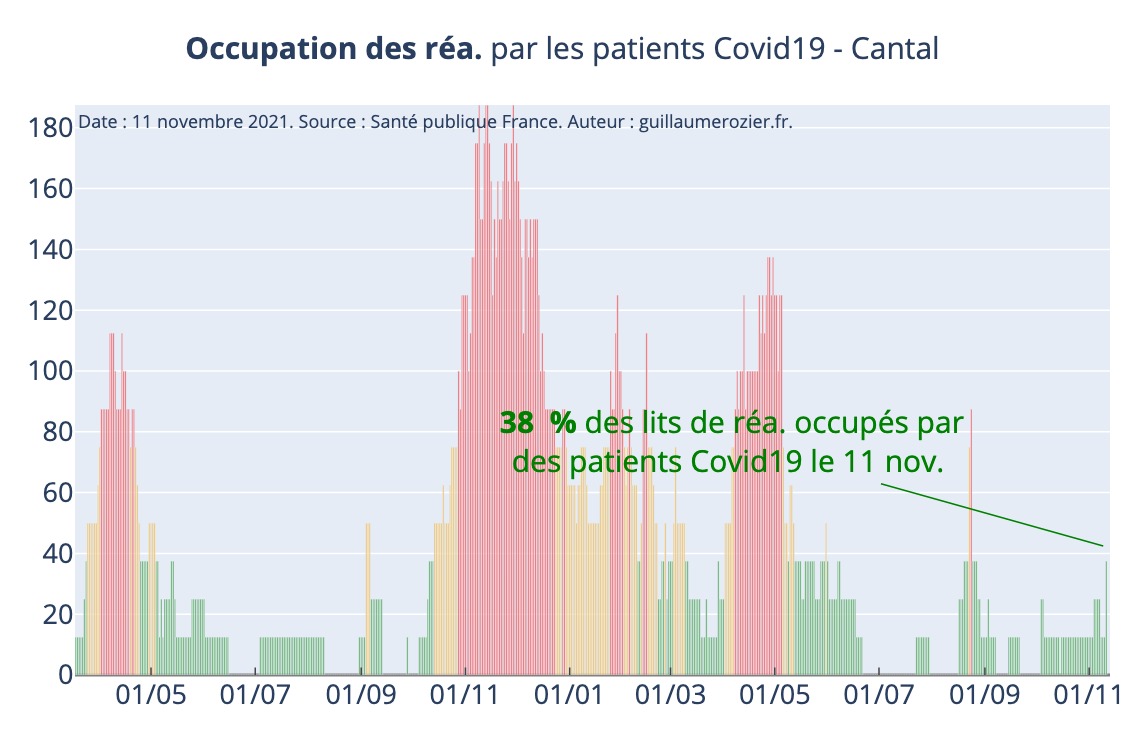 Occupation des réa. par les patients Covid19 - Cantal
Date : 11 novembre 2021. Source : Santé publique France. Auteur : guillaumerozier.fr.
180
160
140
120
100
80
60
40
20
0
38 % des lits de réa. occupés par
des patients Covid19 le 11 nov.
01/05 01/07 01/09 01/11 01/01 01/03 01/05 01/07 01/09 01/11